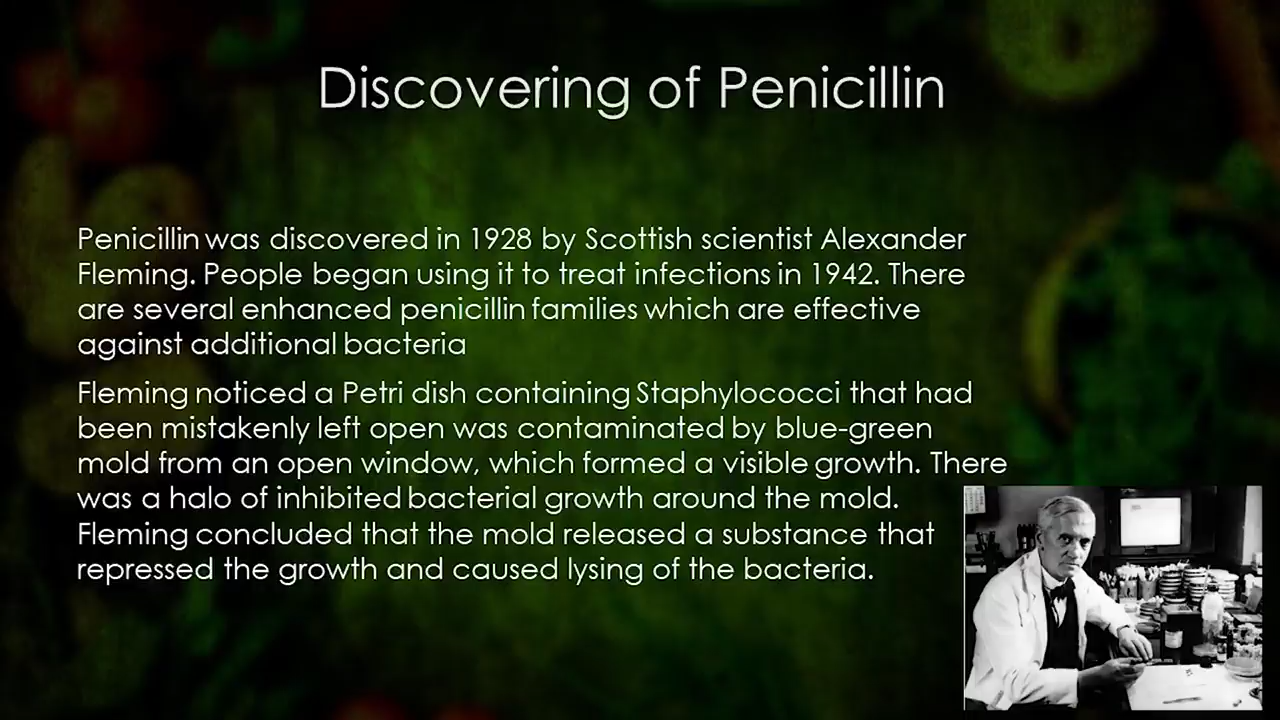 Discovering of Penicillin
Penicillin was discovered in 1928 by Scottish scientist Alexander
Fleming. People began using it to treat infections in 1942. There
are several enhanced penicillin families which are effective
against additional bacteria
Fleming noticed a Petri dish containing Staphylococci that had
been mistakenly left open was contaminated by blue-green
mold from an open window, which formed a visible growth. There
was a halo of inhibited bacterial growth around the mold.
Fleming concluded that the mold released a substance that
repressed the growth and caused lysing of the bacteria.